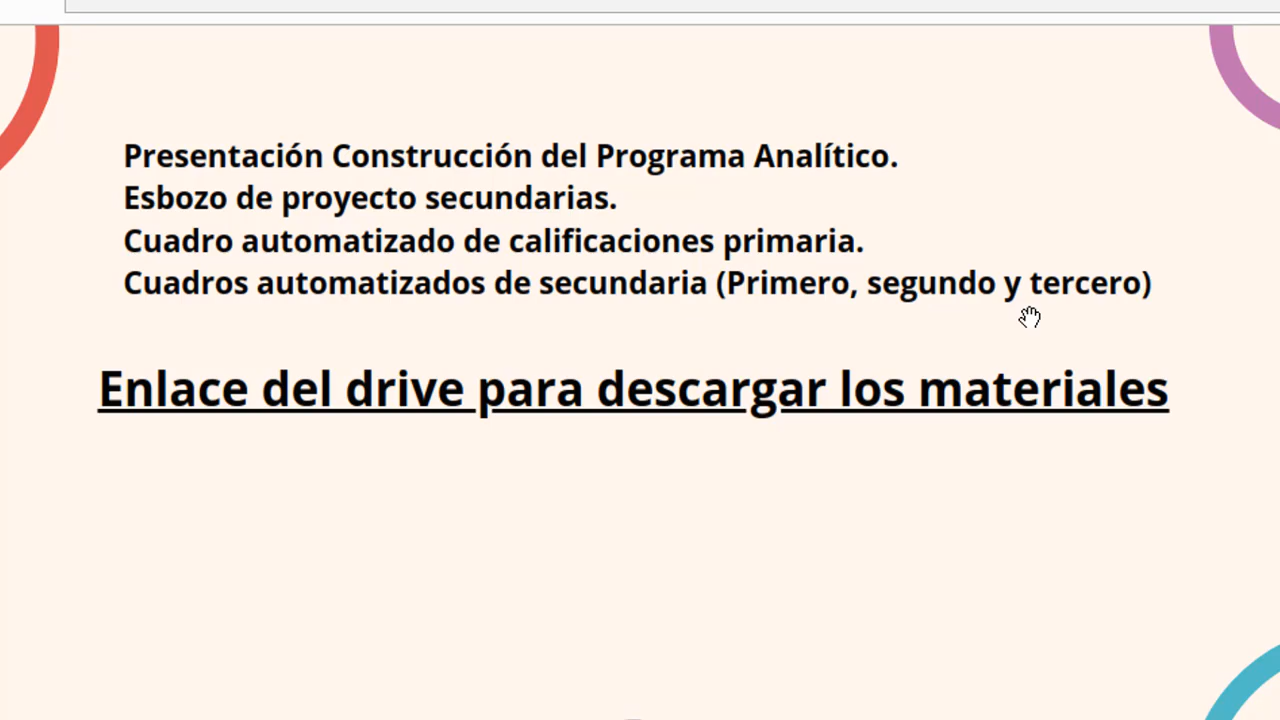 Presentación Construcción del Programa Analítico.
Esbozo de proyecto secundarias.
Cuadro automatizado de calificaciones primaria.
Cuadros automatizados de secundaria (Primero, segundo y tercero)
Enlace del drive para descargar los materiales